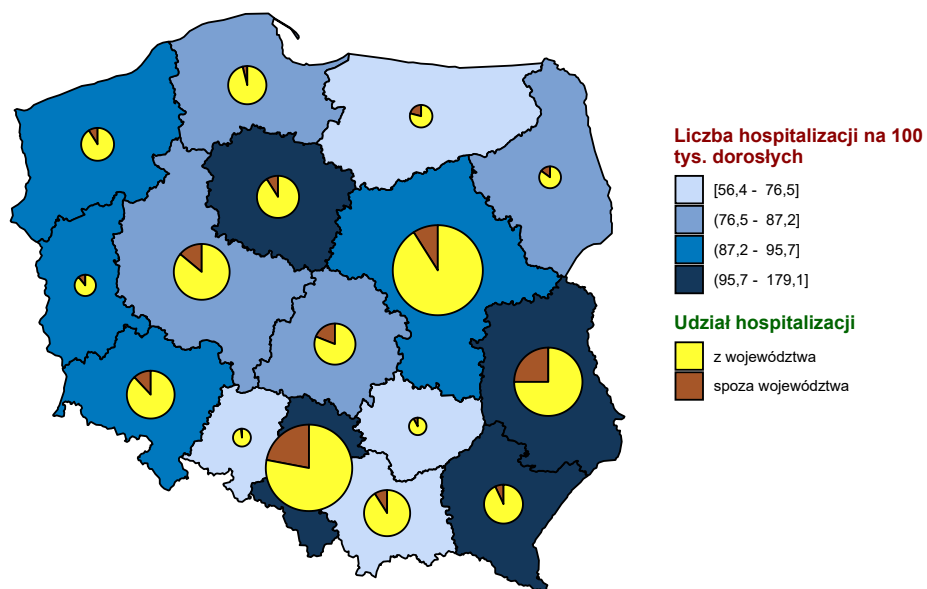 Liczba hospitalizacji na 100
tys. dorosłych
[56,4 - 76,5]
(76,5 - 87,2]
(87,2 - 95,7]
(95,7 - 179,1]
Udział hospitalizacji
z województwa
spoza województwa